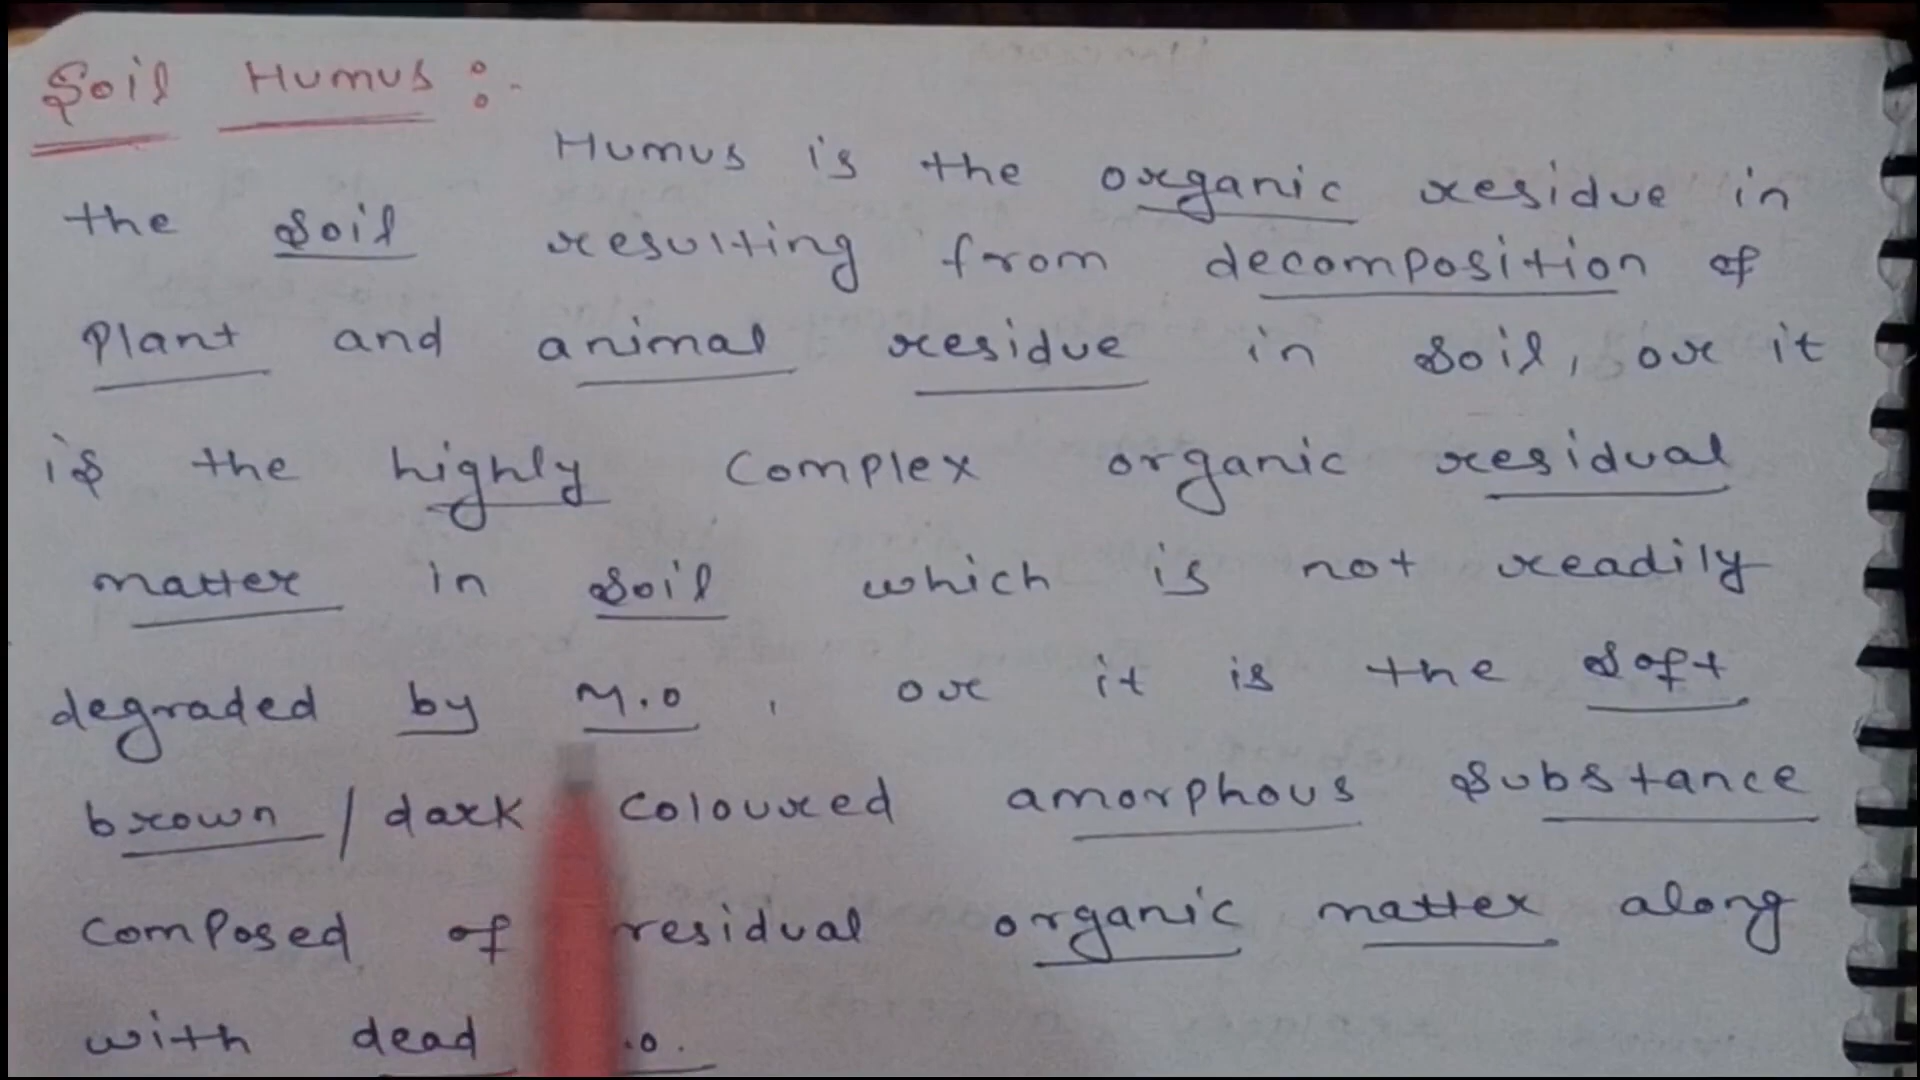 Soil Humus :-
Humus is the organic residue in
the soil resulting from decomposition of
Plant and animal residue in soil, or it
is the highly complex organic residual
matter in soil which is not readily
degraded by M.O, or it is the soft
brown / dark coloured amorphous substance
composed of residual organic matter along
with dead .o.